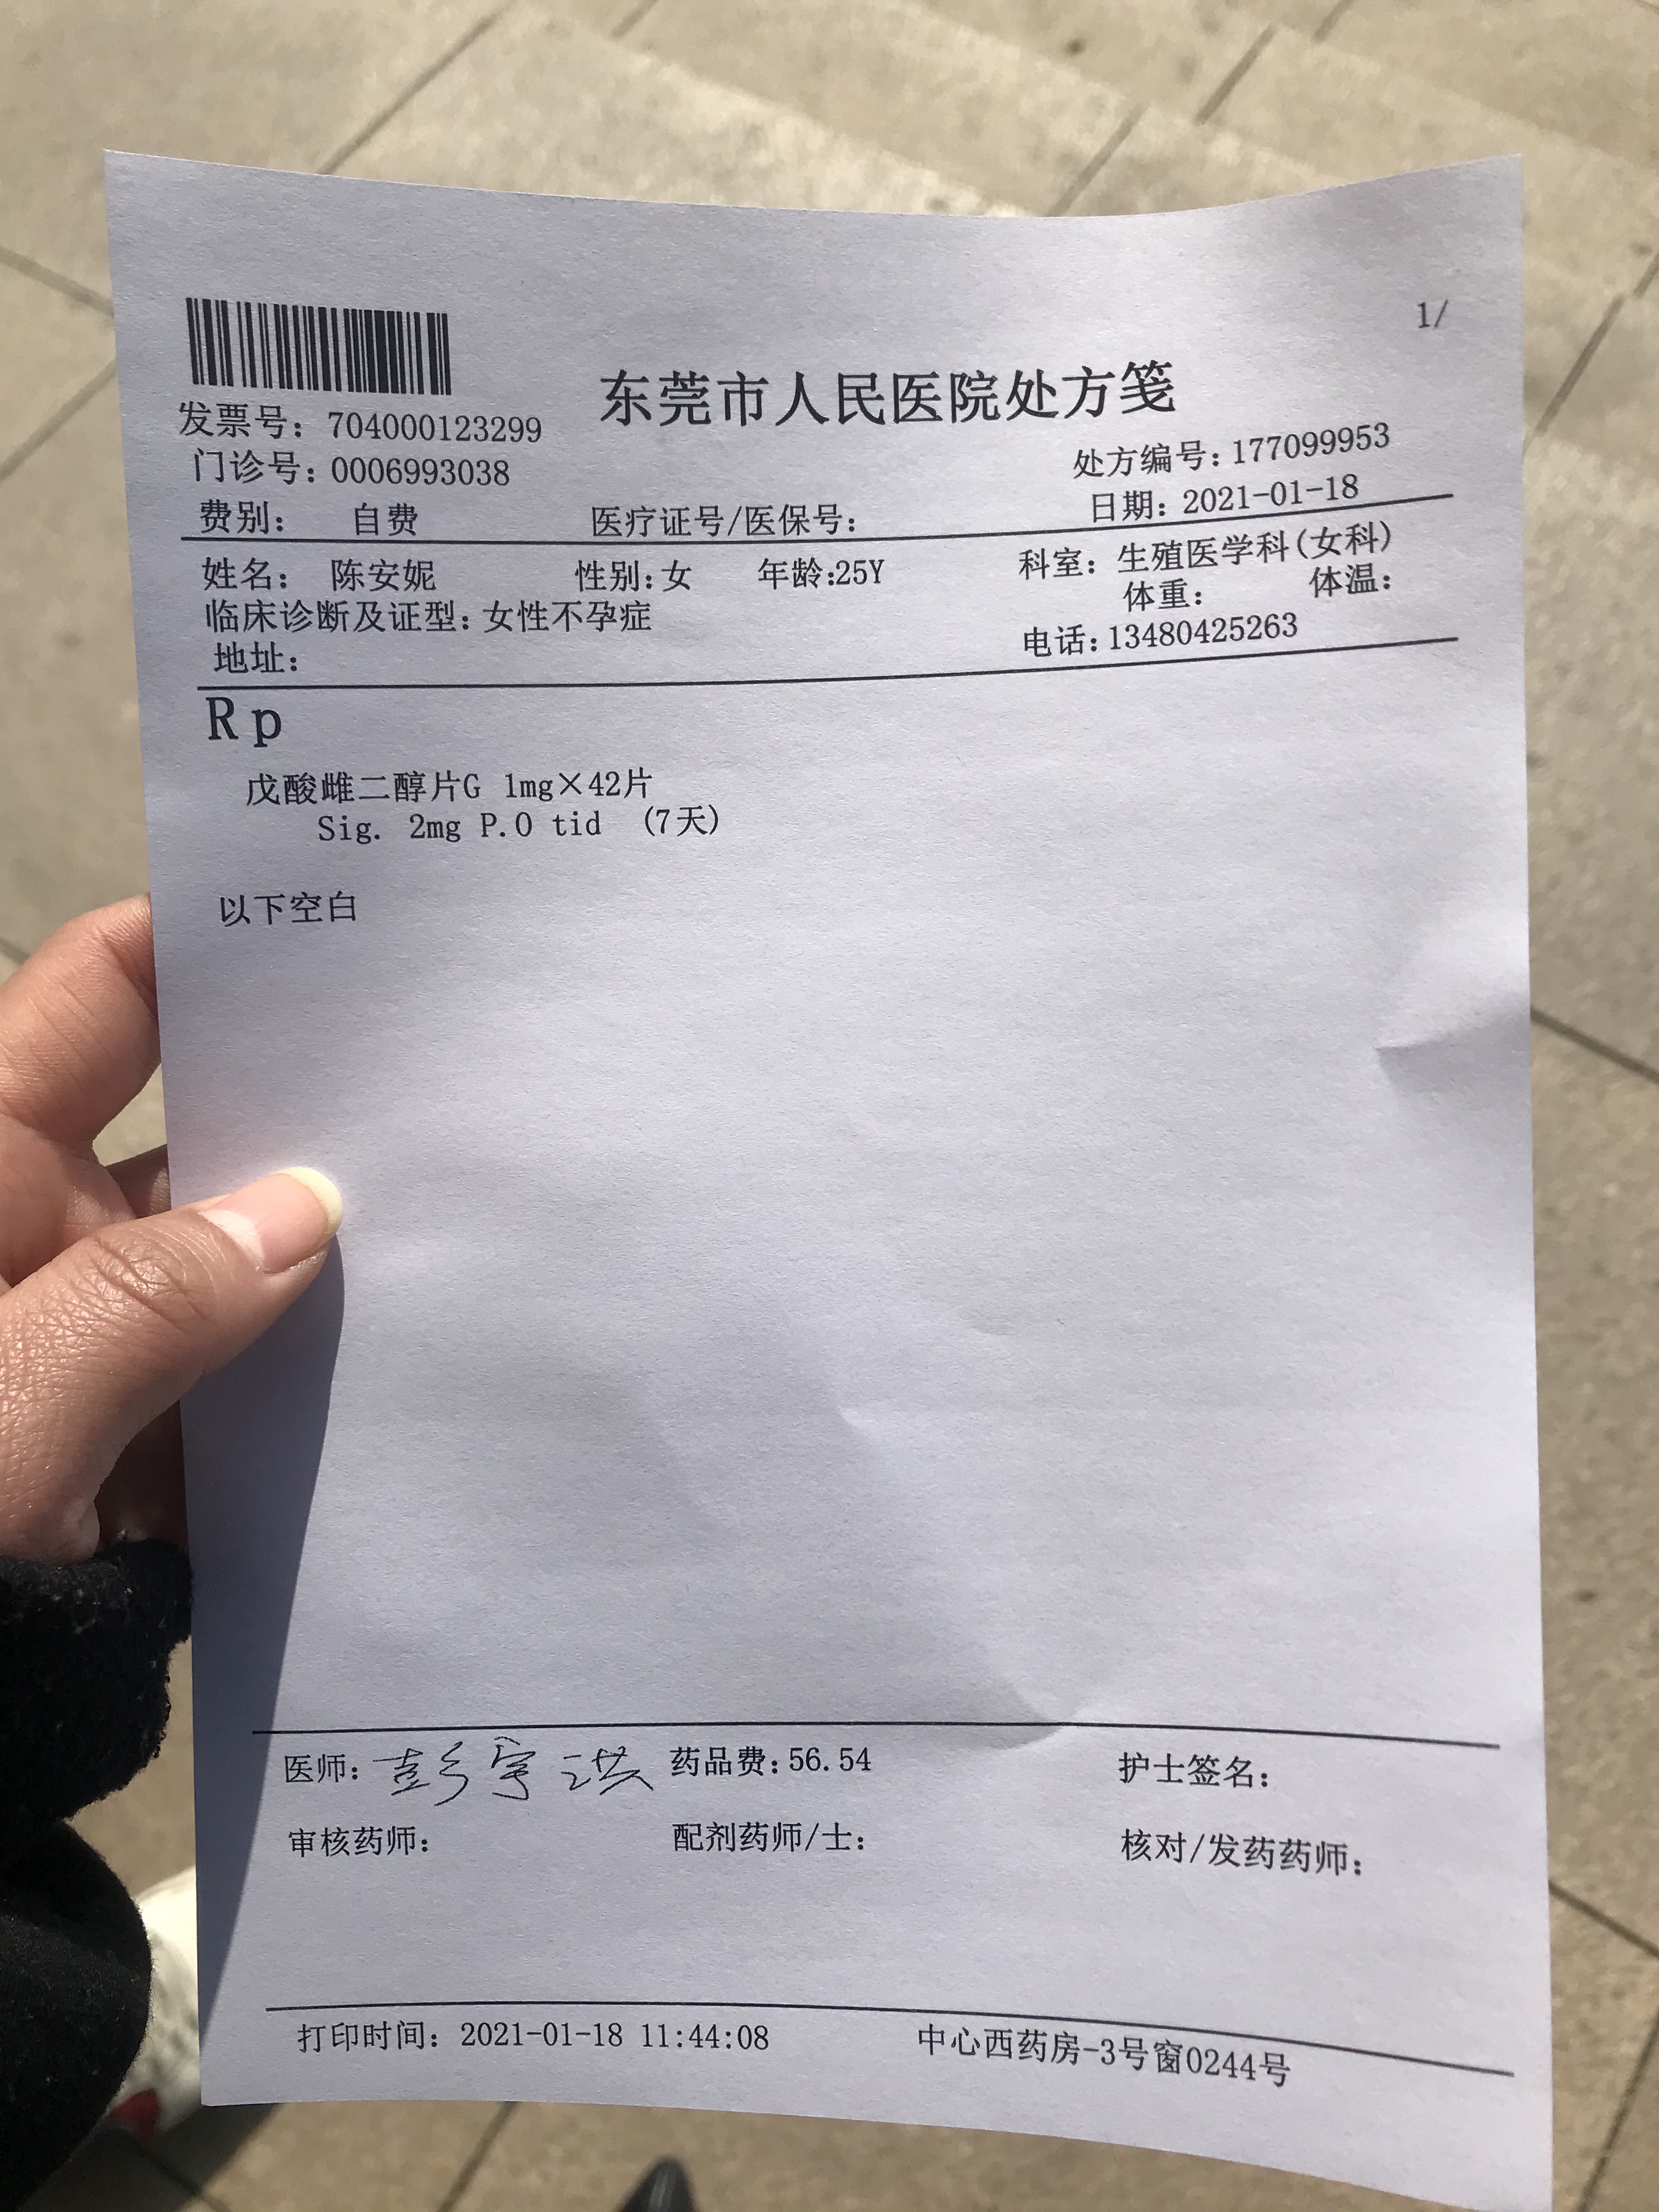 1/
东莞市人民医院处方笺
发票号：704000123299
门诊号：0006993038
处方编号：177099953
费别： 自费 医疗证号/医保号： 日期：2021-01-18
姓名： 陈安妮 性别：女 年龄：25Y 科室：生殖医学科(女科)
体重： 体温：
临床诊断及证型：女性不孕症
电话：13480425263
地址：
Rp
戊酸雌二醇片G 1mg×42片
Sig. 2mg P.O tid (7天)
以下空白
医师：彭宇洪 药品费：56.54 护士签名：
审核药师： 配剂药师/士： 核对/发药药师：
打印时间：2021-01-18 11:44:08 中心西药房-3号窗0244号